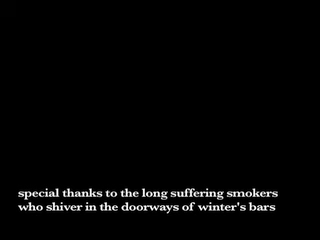 special thanks to the long suffering smokers
who shiver in the doorways of winter's bars